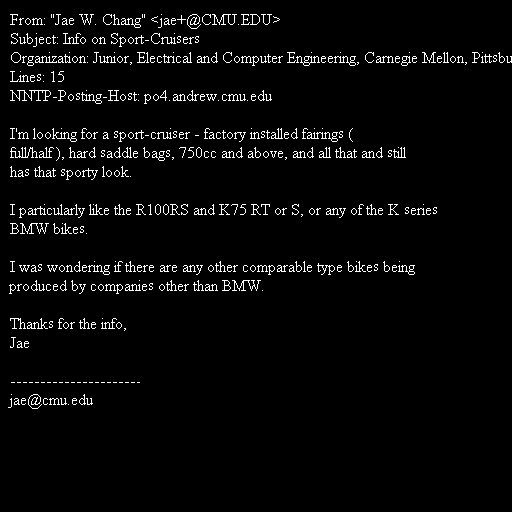 From: "Jae W. Chang" <jae+@CMU.EDU>
Subject: Info on Sport-Cruisers
Organization: Junior, Electrical and Computer Engineering, Carnegie Mellon, Pittsbu
Lines: 15
NNTP-Posting-Host: po4.andrew.cmu.edu

I'm looking for a sport-cruiser - factory installed fairings (
full/half ), hard saddle bags, 750cc and above, and all that and still
has that sporty look.

I particularly like the R100RS and K75 RT or S, or any of the K series
BMW bikes.

I was wondering if there are any other comparable type bikes being
produced by companies other than BMW.

Thanks for the info,
Jae

----------------------
jae@cmu.edu